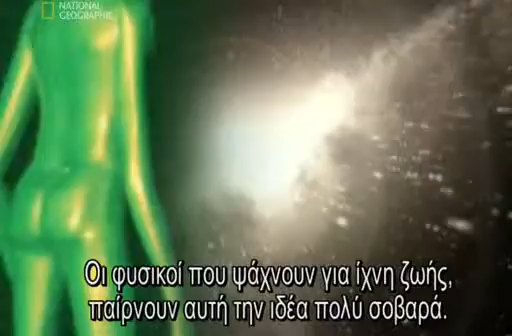 NATIONAL
GEOGRAPHIC
Οι φυσικοί που ψάχνουν για ίχνη ζωής,
παίρνουν αυτή την ιδέα πολύ σοβαρά.